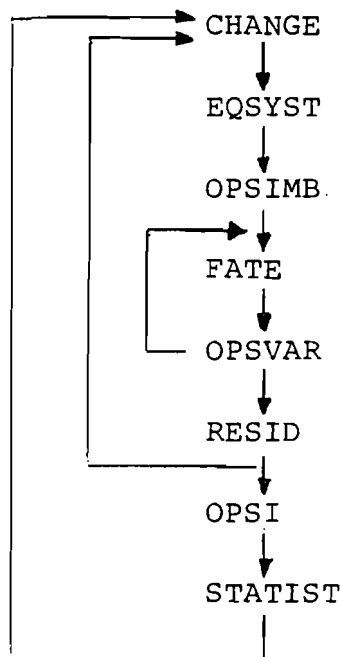 CHANGE
EQSYST
OPSIMB
FATE
OPSVAR
RESID
OPSI
STATIST